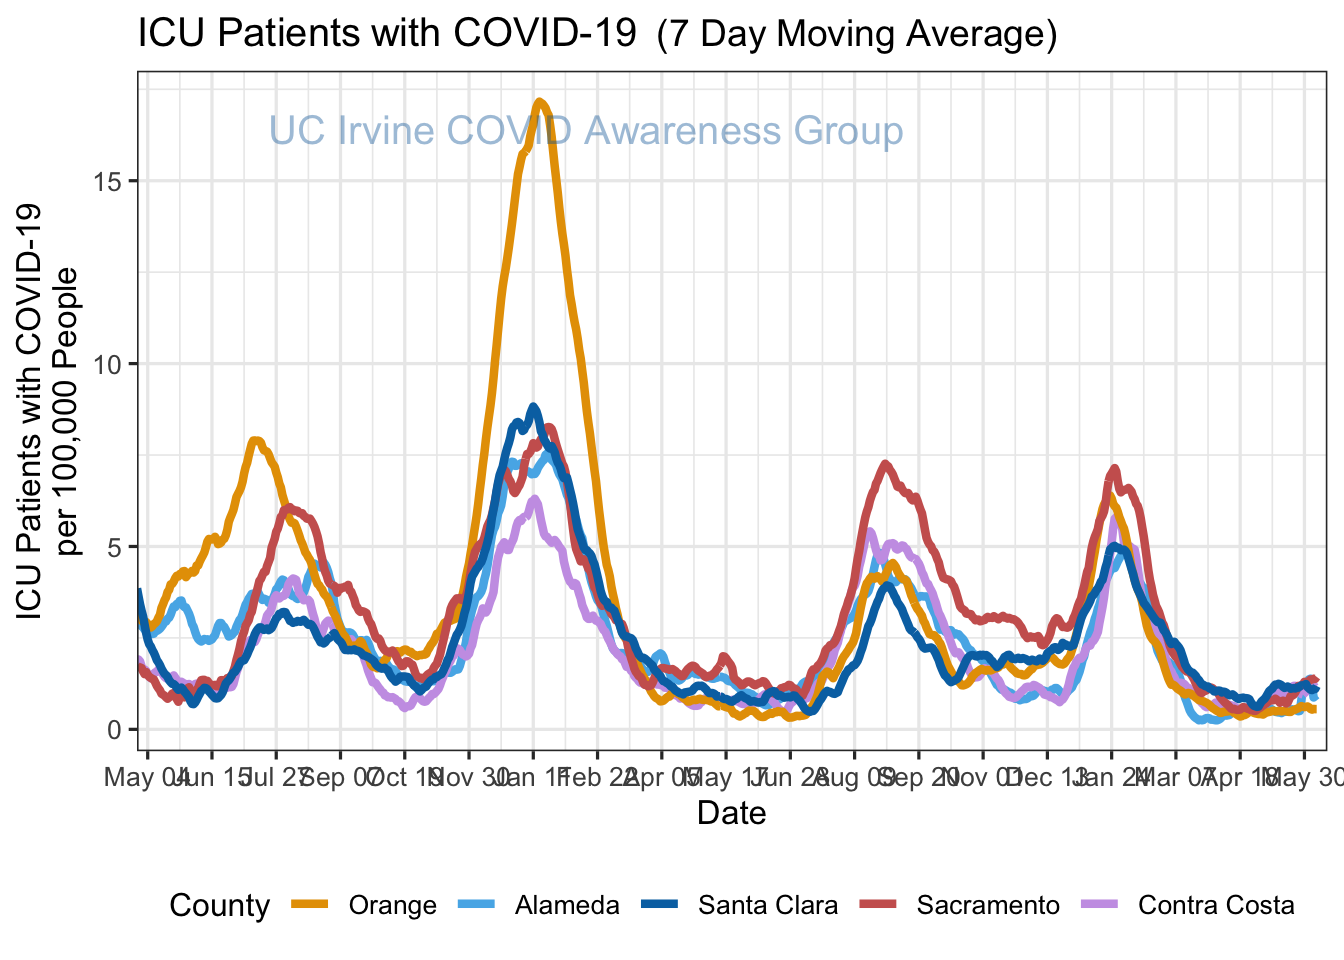 ICU Patients with COVID-19 (7 Day Moving Average)
UC Irvine COVID Awareness Group
ICU Patients with COVID-19
per 100,000 People
15
10
5
0
May 04 Jun 15 Jul 27 Sep 07 Oct 19 Nov 30 Jan 11 Feb 22 Apr 05 May 17 Jun 28 Aug 09 Sep 20 Nov 01 Dec 13 Jan 24 Mar 07 Apr 18 May 30
Date
County Orange Alameda Santa Clara Sacramento Contra Costa